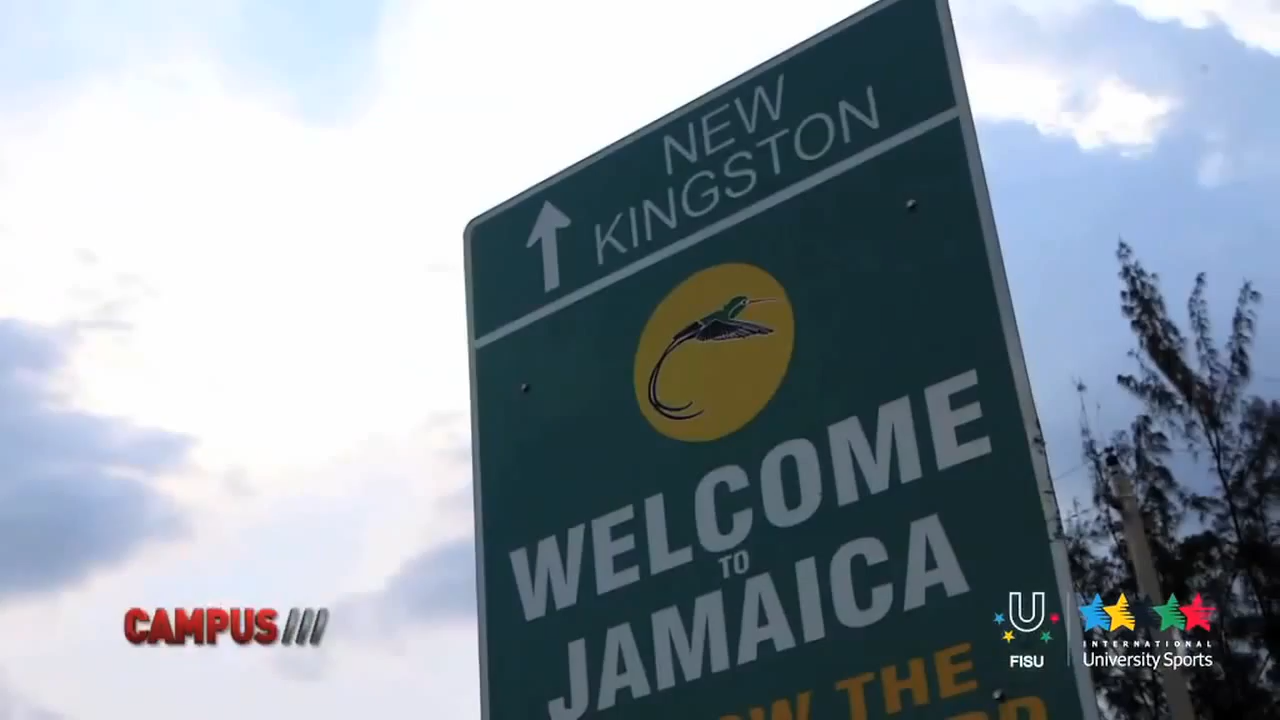 NEW
KINGSTON
WELCOME
TO
JAMAICA
THE
CAMPUS
U
FISU
INTERNATIONAL
University Sports